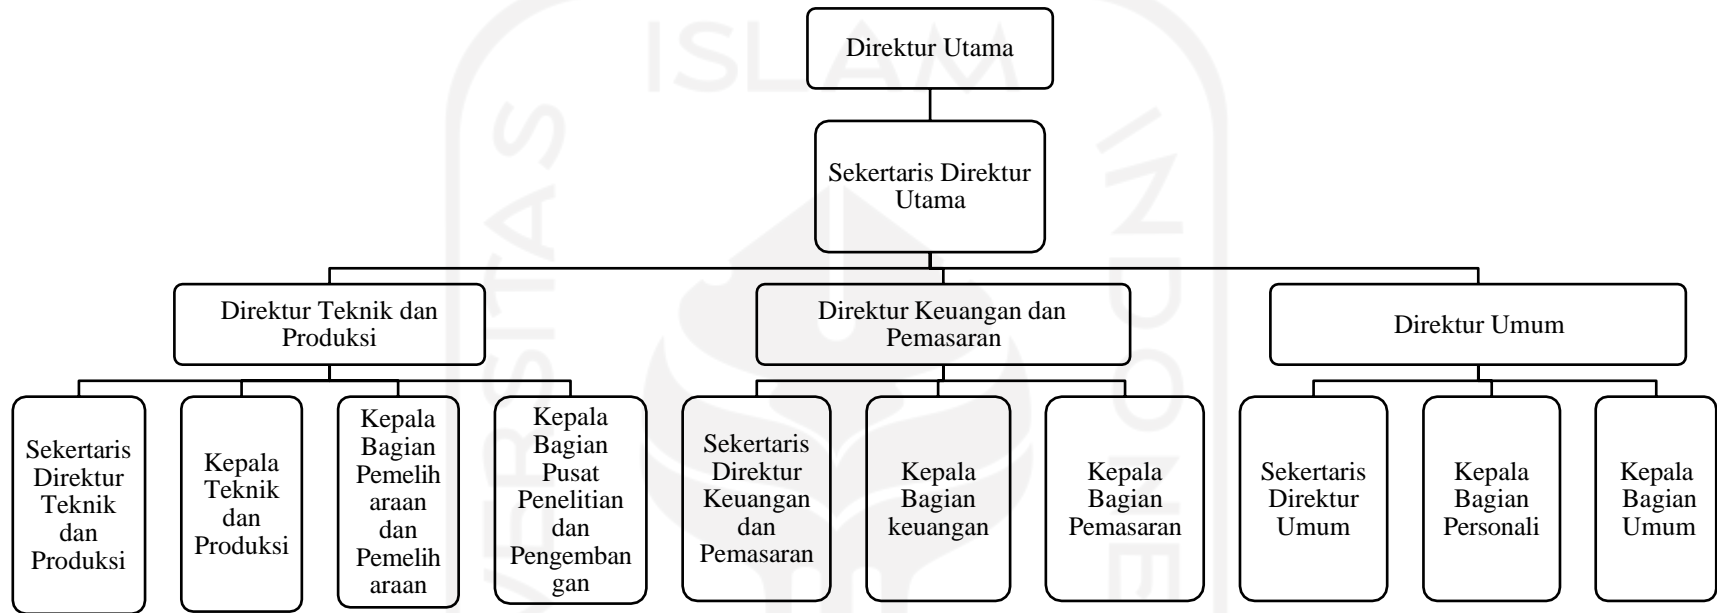 Direktur Utama
Sekertaris Direktur
Utama
Direktur Teknik dan
Produksi
Direktur Keuangan dan
Pemasaran
Direktur Umum
Sekertaris
Direktur
Teknik
dan
Produksi
Kepala
Teknik
dan
Produksi
Kepala
Bagian
Pemelih
araan
dan
Pemelih
araan
Kepala
Bagian
Pusat
Penelitian
dan
Pengemban
gan
Sekertaris
Direktur
Keuangan
dan
Pemasaran
Kepala
Bagian
keuangan
Kepala
Bagian
Pemasaran
Sekertaris
Direktur
Umum
Kepala
Bagian
Personali
Kepala
Bagian
Umum
ISLAM
VERSITAS
INDONE